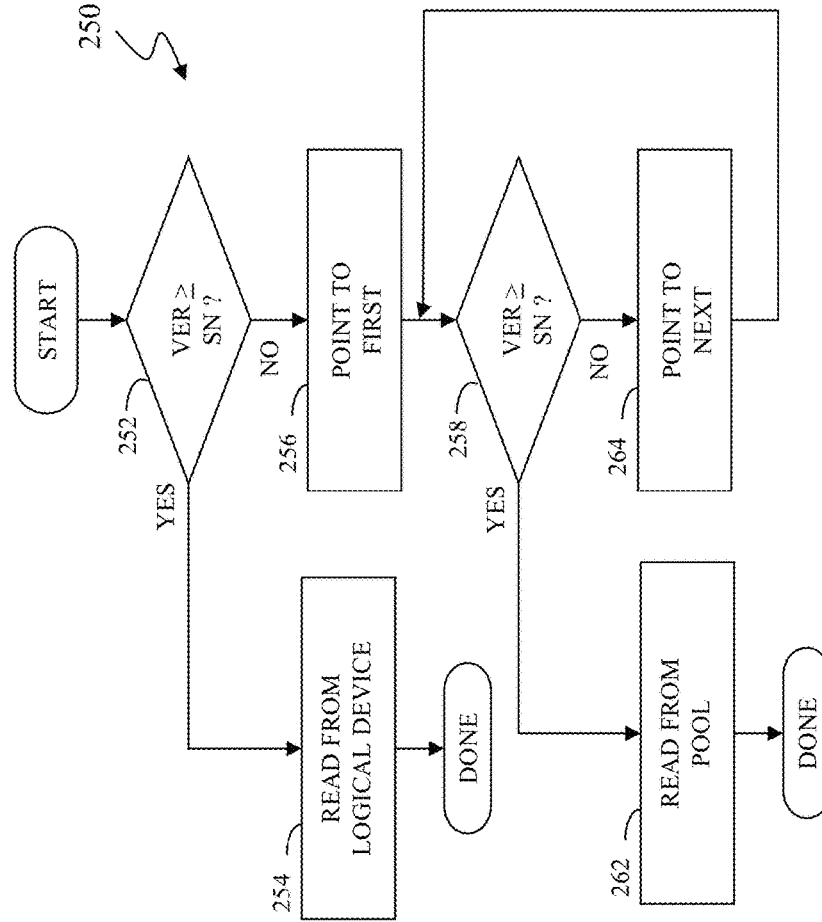 250
START
252
VER ≥
SN ?
YES
NO
254
READ FROM
LOGICAL DEVICE
DONE
256
POINT TO
FIRST
258
VER ≥
SN ?
YES
NO
262
READ FROM
POOL
DONE
264
POINT TO
NEXT